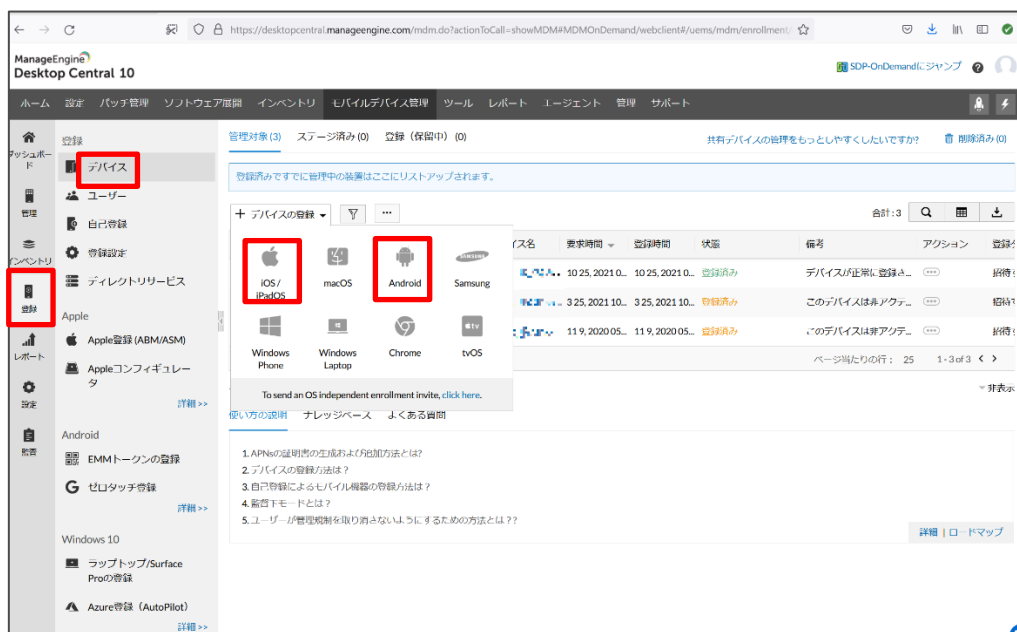 https://desktopcentral.manageengine.com/mdm.do?actionToCall=showMDM#MDMOnDemand/webclient#/uems/mdm/enrollment/
ManageEngine
Desktop Central 10
SDP-OnDemandにジャンプ
ホーム 設定 パッチ管理 ソフトウェア展開 インベントリ モバイルデバイス管理 ツール レポート エージェント 管理 サポート
ダッシュボー
ド
管理
インベントリ
登録
レポート
設定
監査
登録
デバイス
ユーザー
自己登録
登録設定
ディレクトリサービス
Apple
Apple登録 (ABM/ASM)
Appleコンフィギュレー
タ
詳細 >>
Android
EMMトークンの登録
ゼロタッチ登録
詳細 >>
Windows 10
ラップトップ/Surface
Proの登録
Azure登録（AutoPilot）
詳細 >>
管理対象 (3) ステージ済み (0) 登録（保留中）(0)
共有デバイスの管理をもっとしやすくしたいですか?
削除済み (0)
登録済みですでに管理中の装置はここにリストアップされます。
+ デバイスの登録
合計 : 3
イス名 要求時間 登録時間 状態 備考 アクション 登録
10 25, 2021 0... 10 25, 2021 0... 登録済み デバイスが正常に登録さ... 招待
3 25, 2021 10... 3 25, 2021 10... 登録済み このデバイスは非アクテ... 招待
11 9, 2020 05... 11 9, 2020 05... 登録済み このデバイスは非アクテ... 招待
ページ当たりの行 : 25 1 - 3 of 3
非表示
iOS /
iPadOS
macOS
Android
SAMSUNG
Samsung
Windows
Phone
Windows
Laptop
Chrome
tv
tvOS
To send an OS independent enrollment invite, click here.
使い方の説明 ナレッジベース よくある質問
1. APNsの証明書の生成および追加方法とは?
2. デバイスの登録方法は？
3. 自己登録によるモバイル機器の登録方法は？
4. 監督下モードとは？
5. ユーザーが管理規制を取り消さないようにするための方法とは??
詳細 | ロードマップ